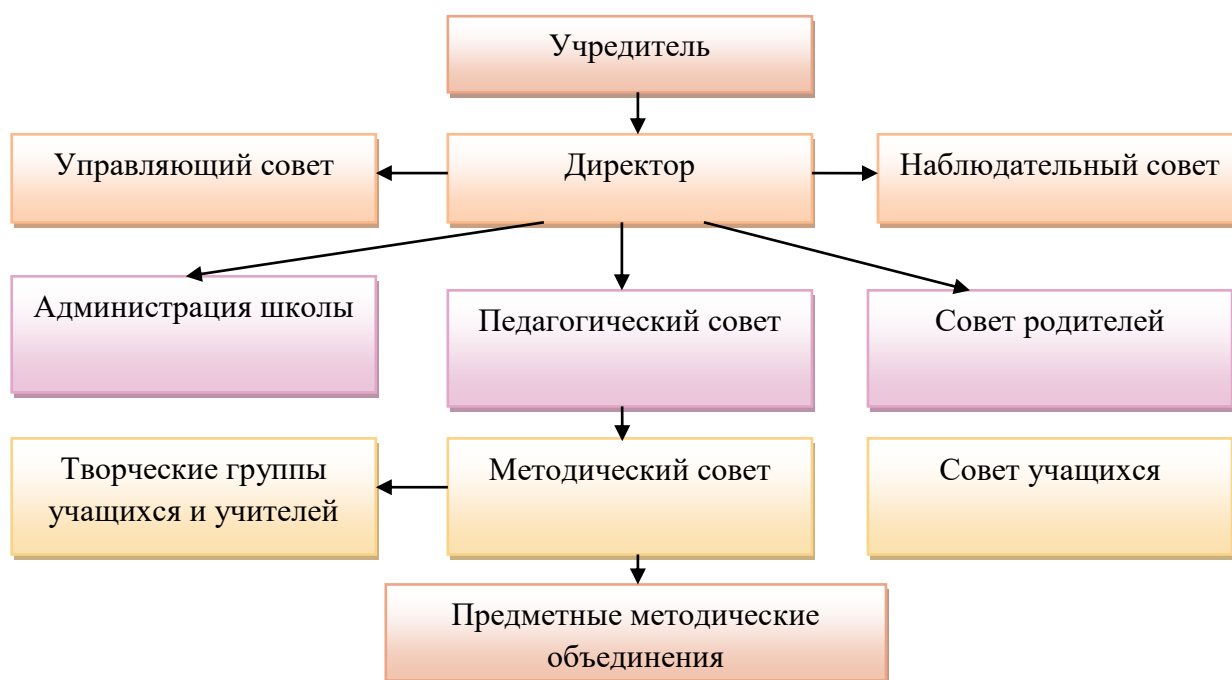 Учредитель
Управляющий совет
Директор
Наблюдательный совет
Администрация школы
Педагогический совет
Совет родителей
Творческие группы
учащихся и учителей
Методический совет
Совет учащихся
Предметные методические
объединения